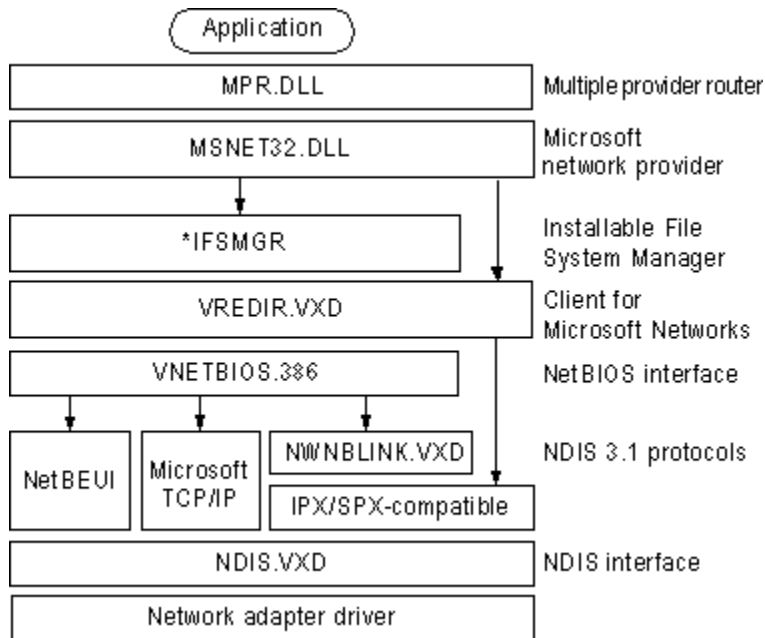 Application
MPR.DLL
Multiple provider router
MSNET32.DLL
Microsoft
network provider
*IFSMGR
Installable File
System Manager
VREDIR.VXD
Client for
Microsoft Networks
VNETBIOS.386
NetBIOS interface
NetBEUI
Microsoft
TCP/IP
NWNBLINK.VXD
NDIS 3.1 protocols
IPX/SPX-compatible
NDIS.VXD
NDIS interface
Network adapter driver